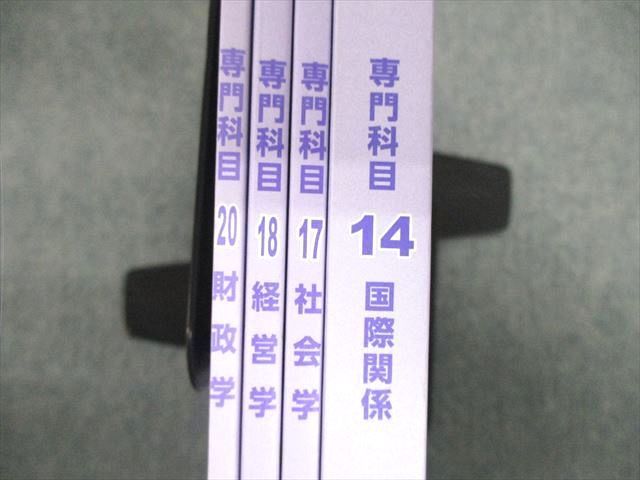 専門科目 20 財政学
専門科目 18 経営学
専門科目 17 社会学
専門科目 14 国際関係